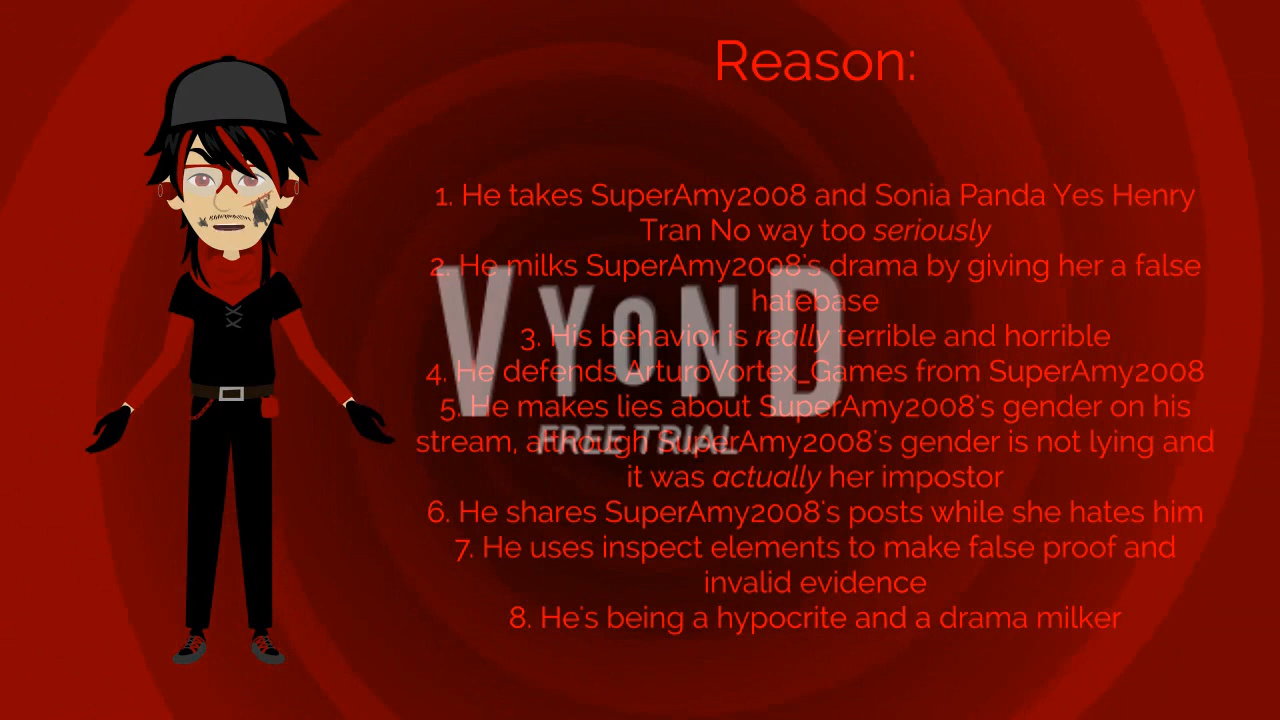 Reason:
1. He takes SuperAmy2008 and Sonia Panda Yes Henry
Tran No way too seriously
2. He milks SuperAmy2008's drama by giving her a false
hatebase
3. His behavior is really terrible and horrible
4. He defends ArturoVortex_Games from SuperAmy2008
5. He makes lies about SuperAmy2008's gender on his
stream, although SuperAmy2008's gender is not lying and
it was actually her impostor
6. He shares SuperAmy2008's posts while she hates him
7. He uses inspect elements to make false proof and
invalid evidence
8. He's being a hypocrite and a drama milker
VYOND
FREE TRIAL